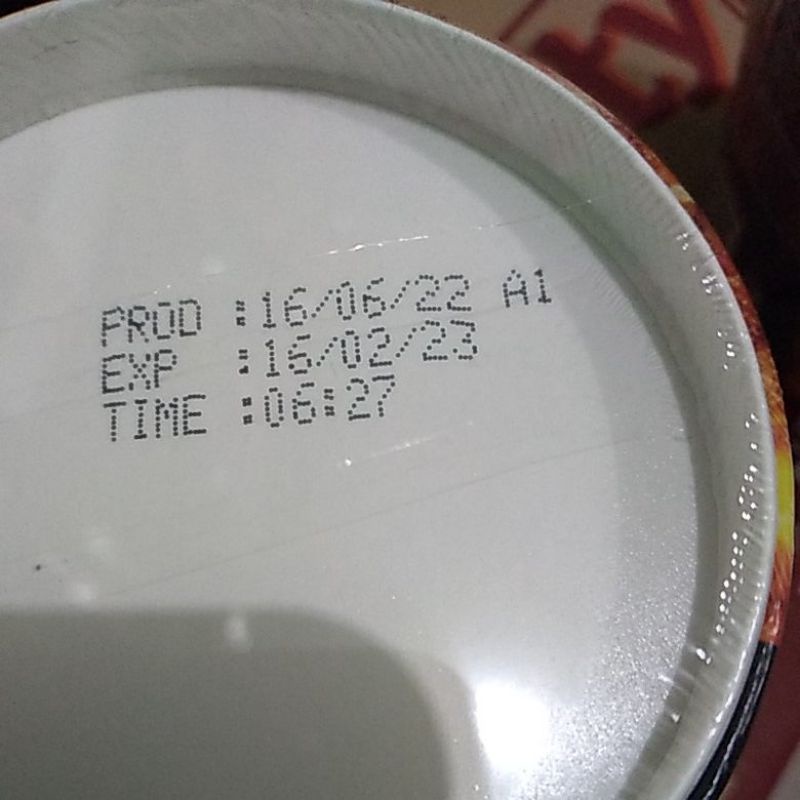 PROD :16/06/22 A1
EXP :16/02/23
TIME :06:27